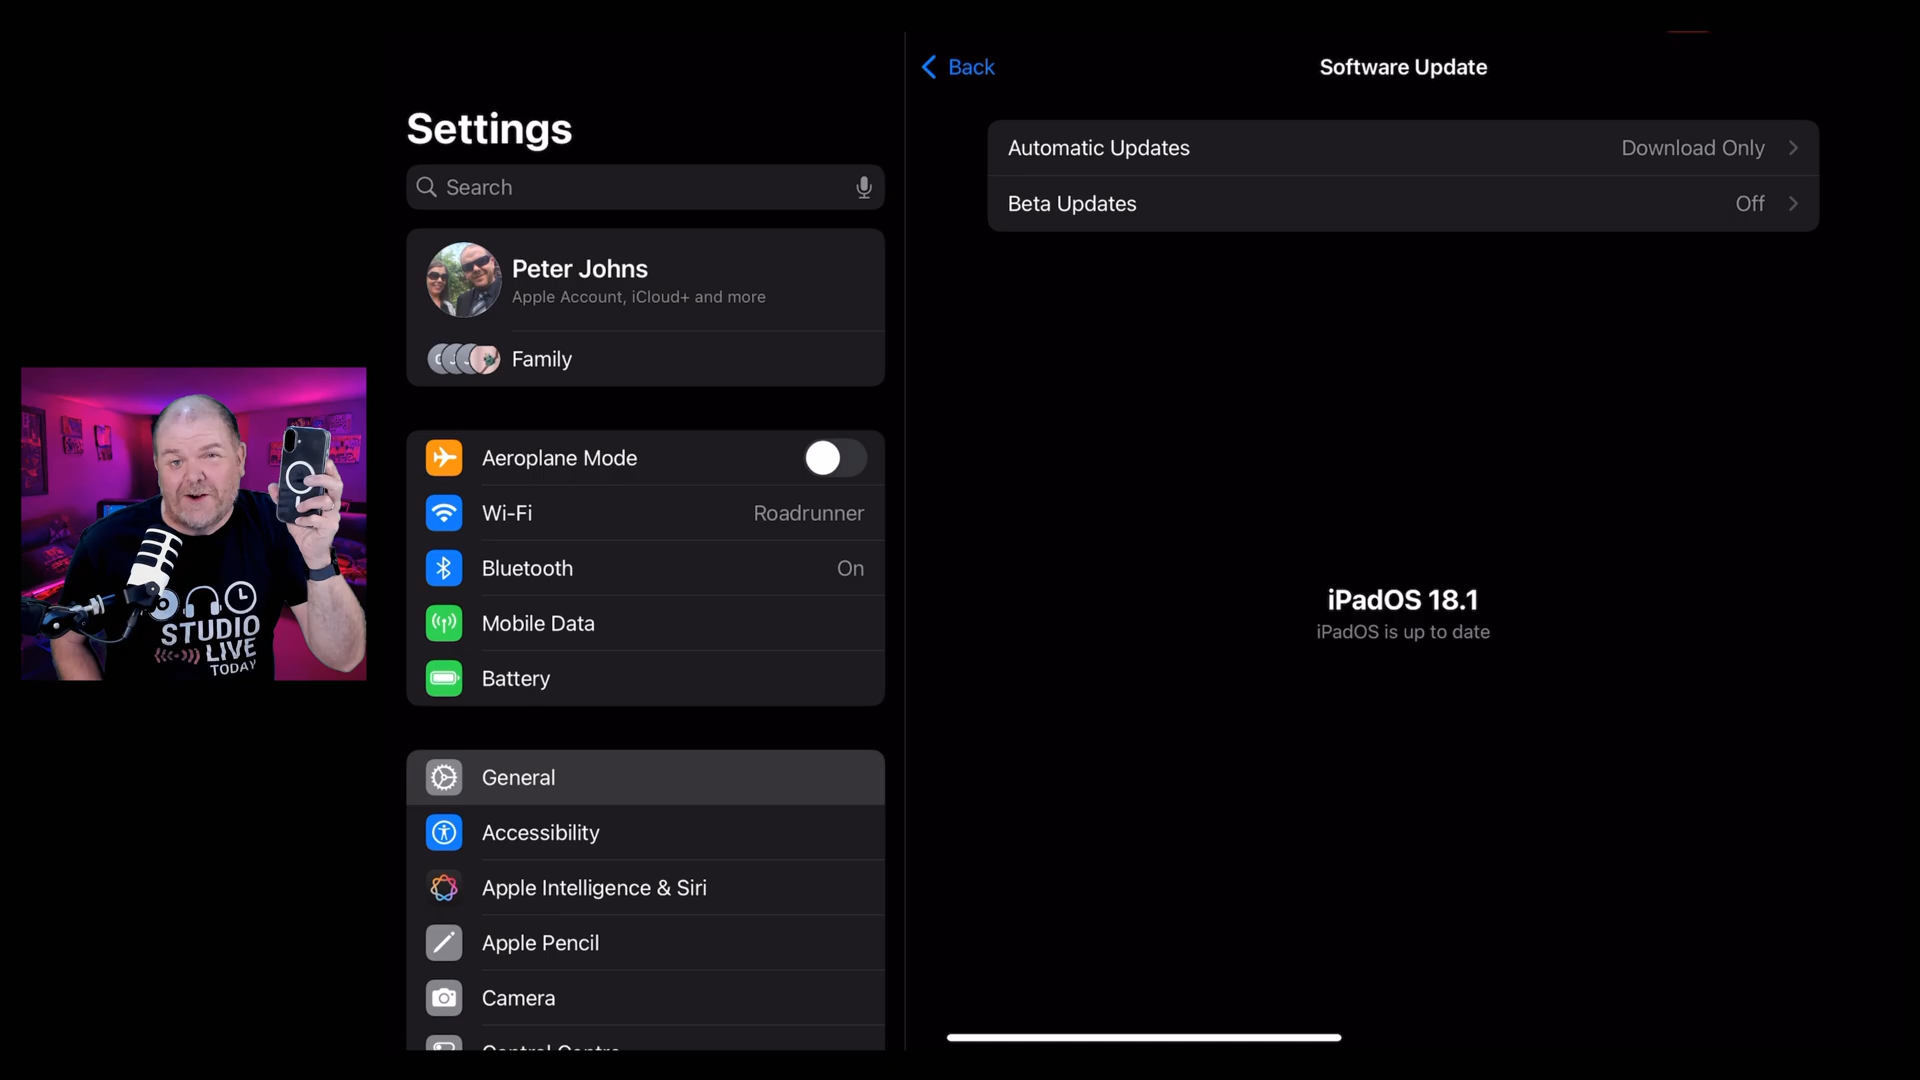 Settings
Search
Peter Johns
Apple Account, iCloud+ and more
Family
Aeroplane Mode
Wi-Fi
Roadrunner
Bluetooth
On
Mobile Data
Battery
General
Accessibility
Apple Intelligence & Siri
Apple Pencil
Camera
Back
Software Update
Automatic Updates
Download Only
Beta Updates
Off
iPadOS 18.1
iPadOS is up to date
STUDIO
LIVE
TODAY